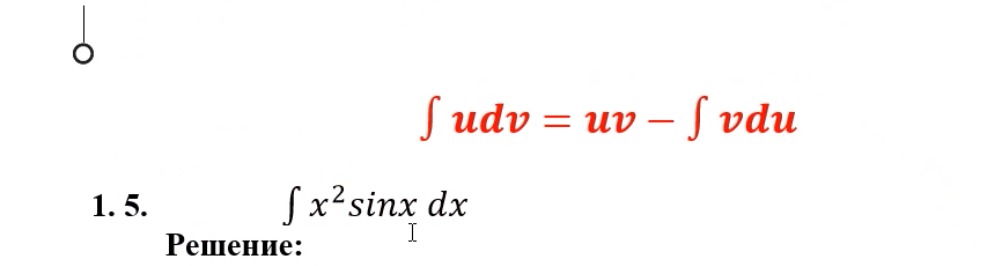 ∫ udv = uv − ∫ vdu
1. 5. ∫ x²sinx dx
Решение: